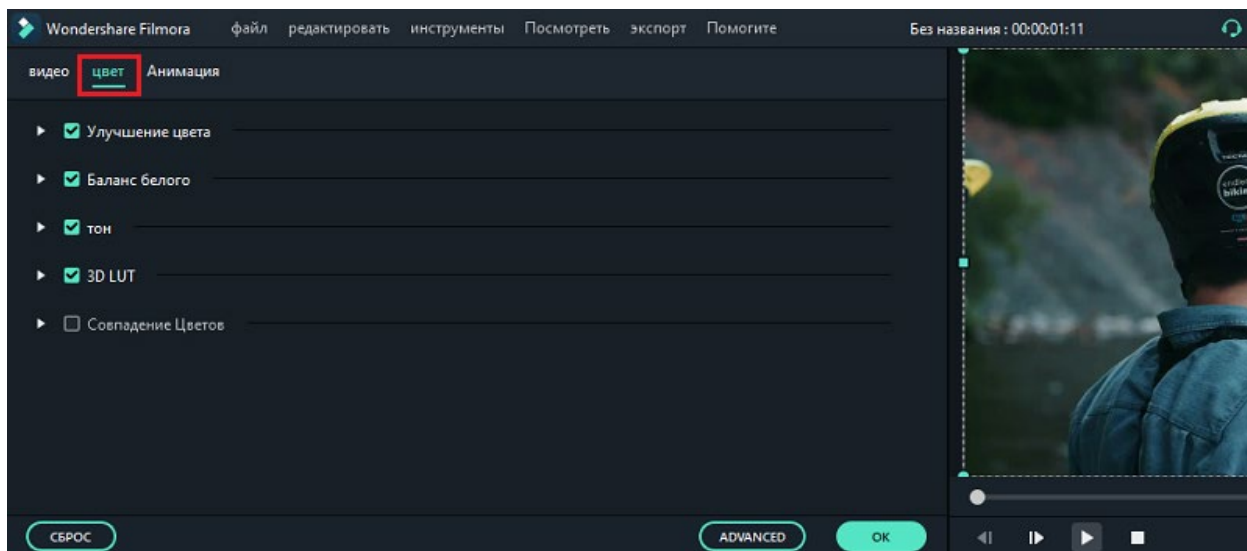 Wondershare Filmora файл редактировать инструменты Посмотреть экспорт Помогите Без названия : 00:00:01:11
видео цвет Анимация
Улучшение цвета
Баланс белого
тон
3D LUT
Совпадение Цветов
СБРОС ADVANCED OK